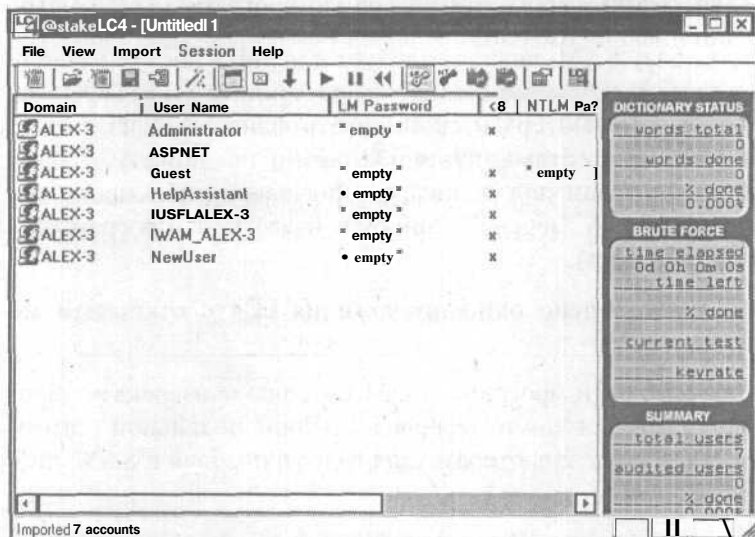 @stakeLC4 - [Untitledl 1
File View Import Session Help
Domain User Name LM Password <8 NTLM Pa?
ALEX-3 Administrator * empty * x
ALEX-3 ASPNET
ALEX-3 Guest * empty * x * empty ]
ALEX-3 HelpAssistant • empty * x
ALEX-3 IUSFLALEX-3 * empty * x
ALEX-3 IWAM_ALEX-3 * empty * x
ALEX-3 NewUser • empty * x
Imported 7 accounts
DICTIONARY STATUS
words total
0
words done
0
% done
0.000%
BRUTE FORCE
time elapsed
0d 0h 0m 0s
time left
% done
current test
keyrate
SUMMARY
total users
7
audited users
0
% done